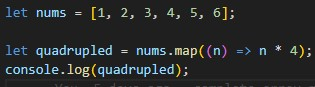 let nums = [1, 2, 3, 4, 5, 6];
let quadrupled = nums.map((n) => n * 4);
console.log(quadrupled);